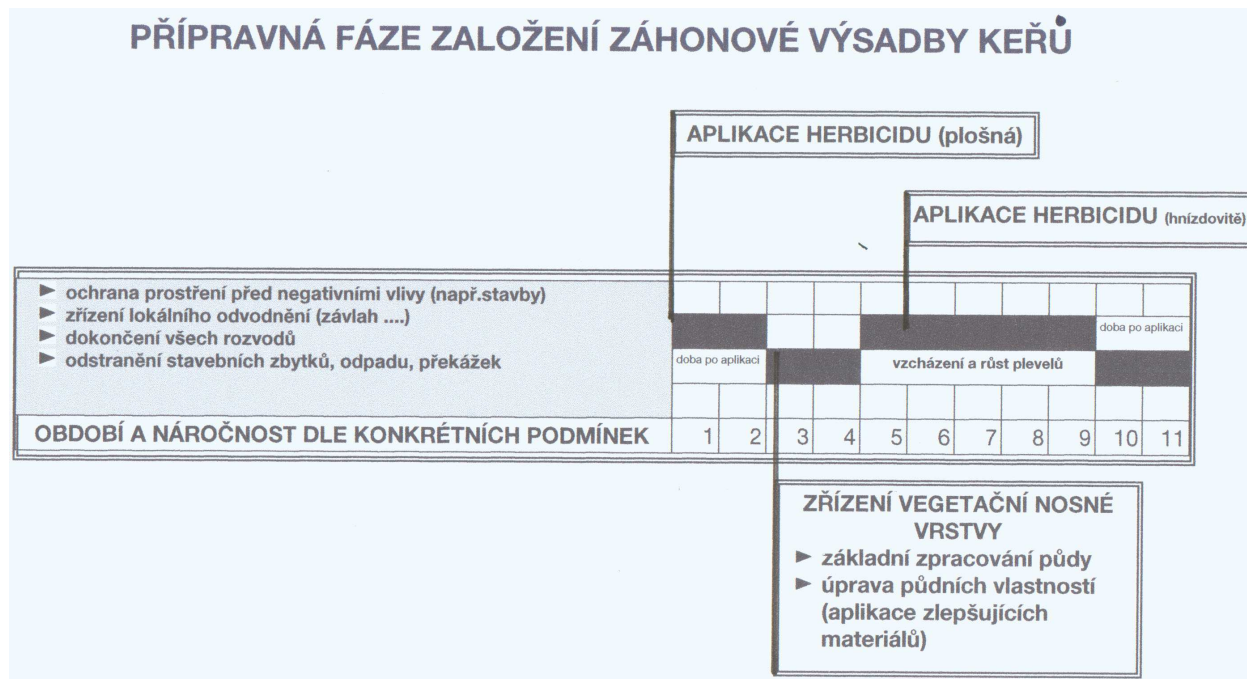 PŘÍPRAVNÁ FÁZE ZALOŽENÍ ZÁHONOVÉ VÝSADBY KEŘŮ
APLIKACE HERBICIDU (plošná)
APLIKACE HERBICIDU (hnízdovitě)
► ochrana prostření před negativními vlivy (např.stavby)
► zřízení lokálního odvodnění (závlah ....)
► dokončení všech rozvodů
► odstranění stavebních zbytků, odpadu, překážek
doba po aplikaci
doba po aplikaci
vzcházení a růst plevelů
OBDOBÍ A NÁROČNOST DLE KONKRÉTNÍCH PODMÍNEK 1 2 3 4 5 6 7 8 9 10 11
ZŘÍZENÍ VEGETAČNÍ NOSNÉ
VRSTVY
► základní zpracování půdy
► úprava půdních vlastností
(aplikace zlepšujících
materiálů)